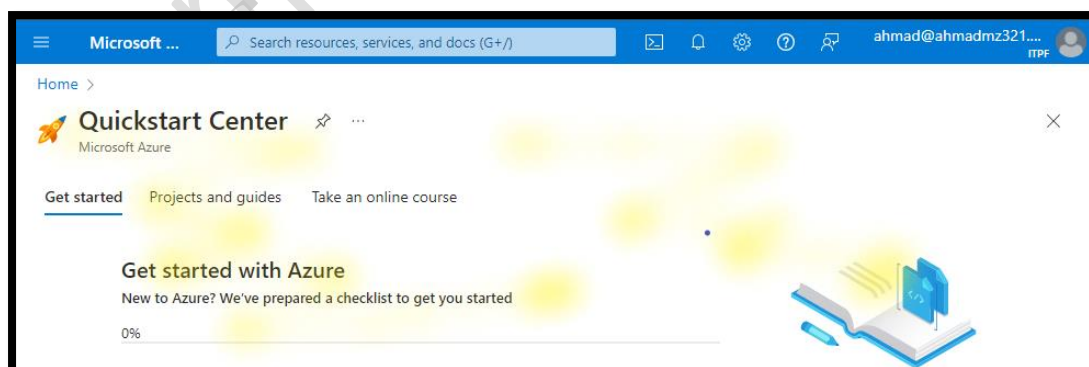 Microsoft ...
Search resources, services, and docs (G+/)
ahmad@ahmadmz321....
ITPF
Home >
Quickstart Center
Microsoft Azure
Get started Projects and guides Take an online course
Get started with Azure
New to Azure? We've prepared a checklist to get you started
0%